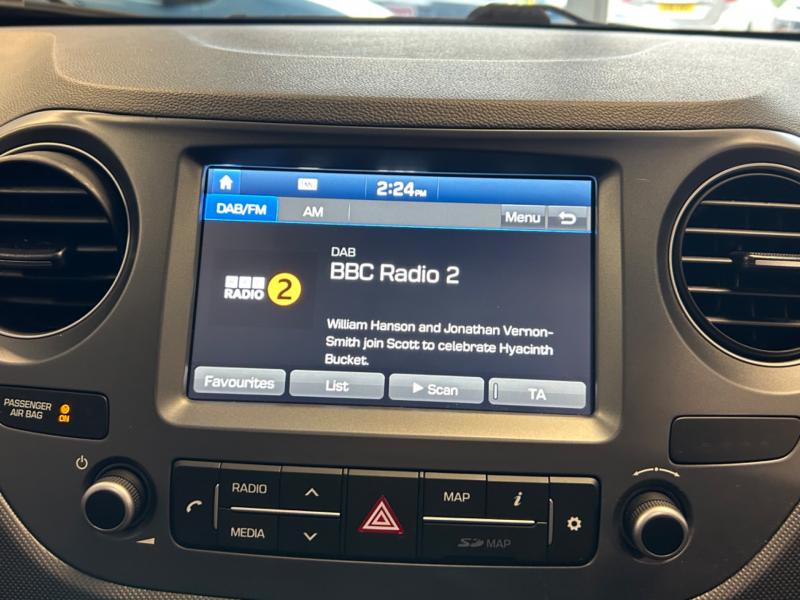 2:24PM
DAB/FM
AM
Menu
DAB
BBC Radio 2
BBC
RADIO 2
William Hanson and Jonathan Vernon-
Smith join Scott to celebrate Hyacinth
Bucket.
Favourites
List
Scan
TA
PASSENGER
AIR BAG
ON
RADIO
MEDIA
MAP
i
SD MAP